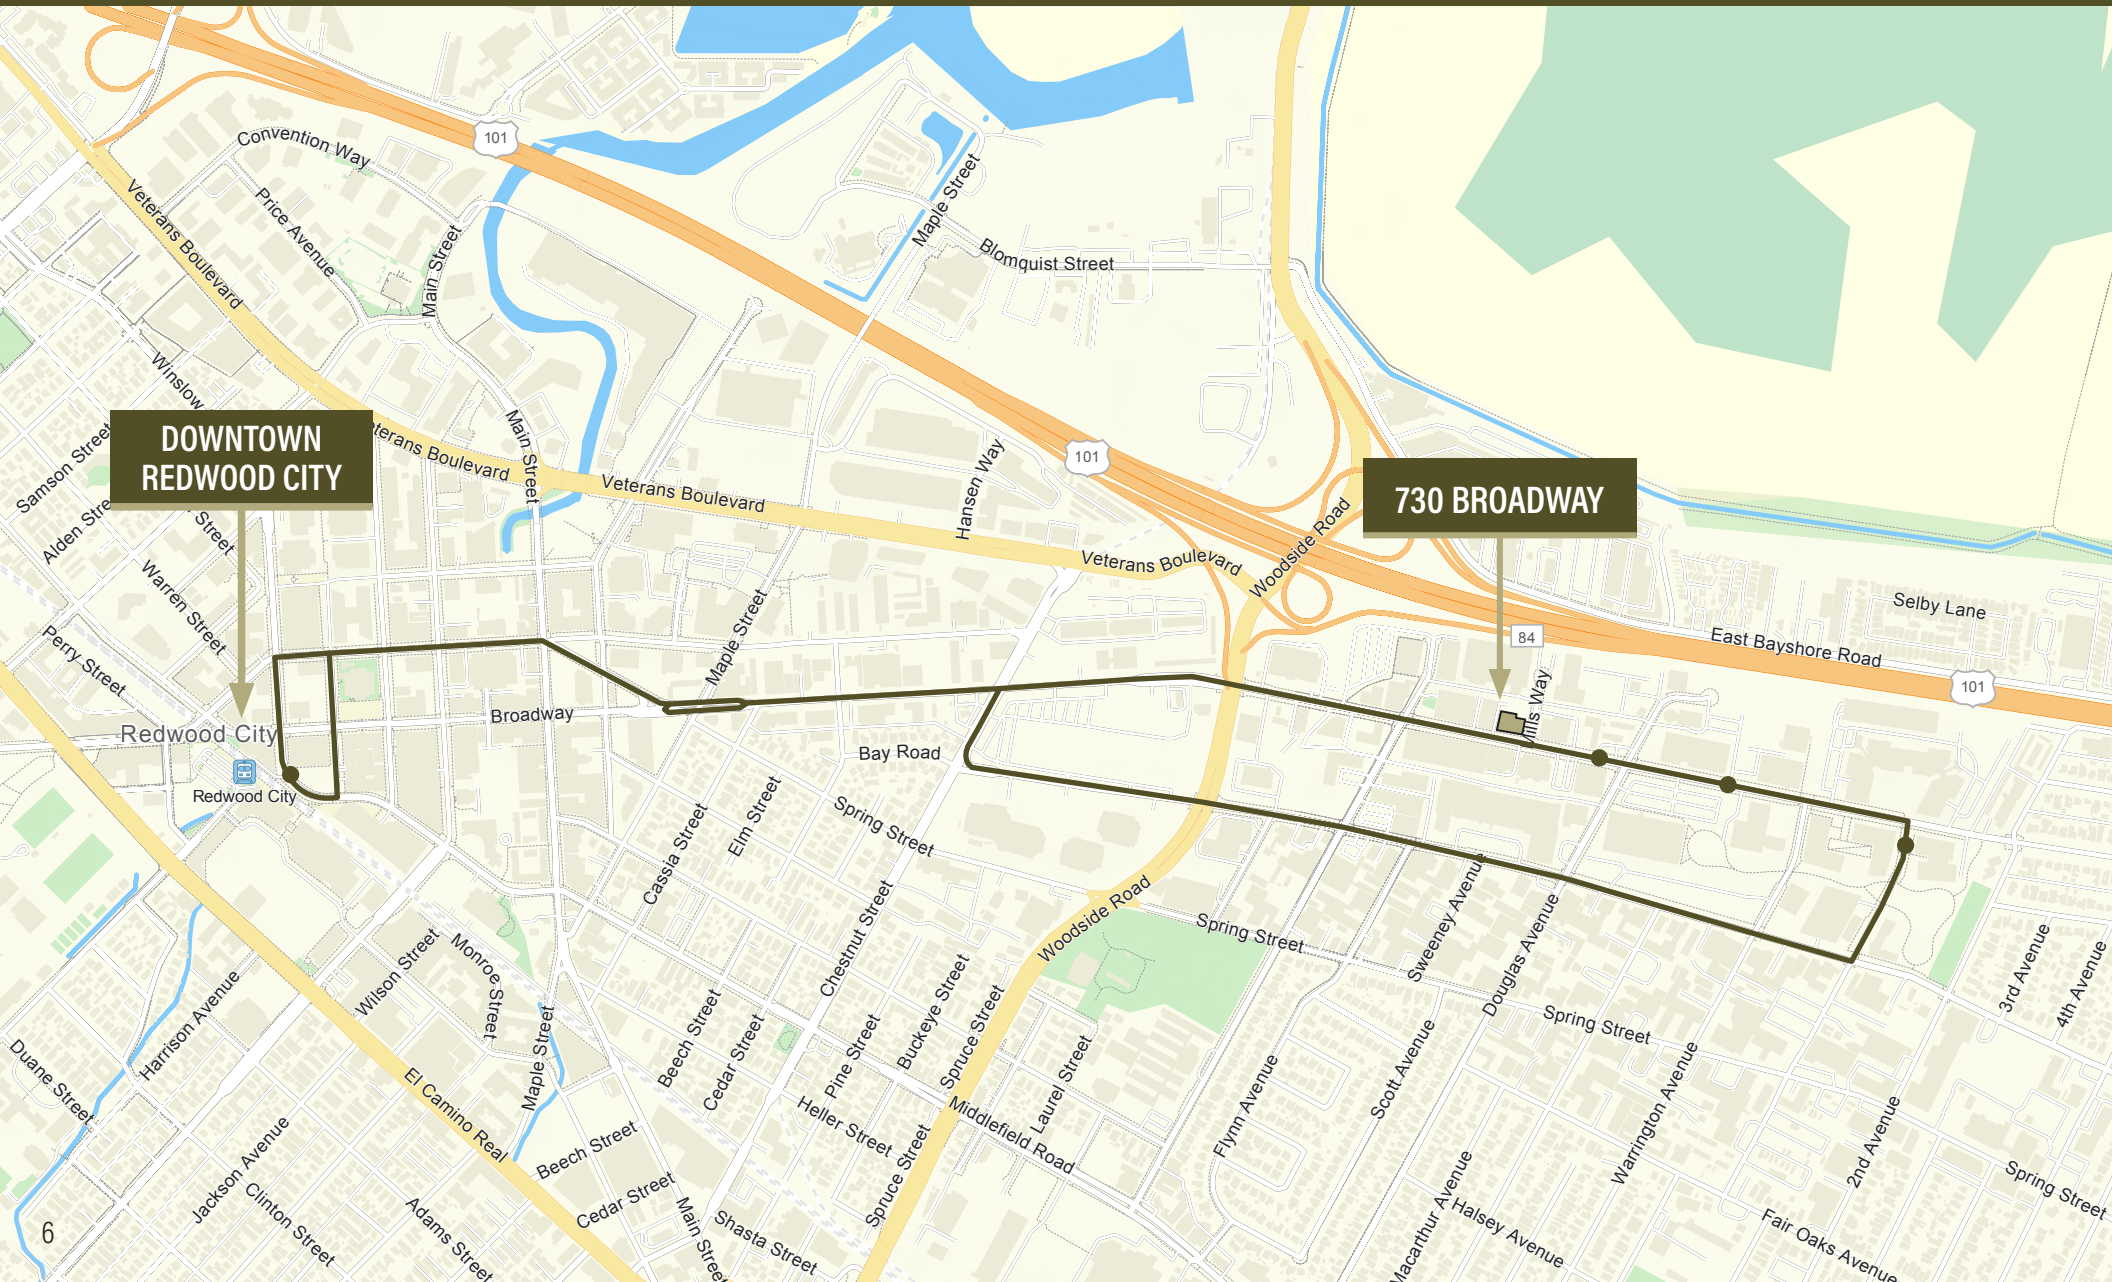 101
Convention Way
Price Avenue
Veterans Boulevard
Main Street
Maple Street
Blomquist Street
Winslow
DOWNTOWN
REDWOOD CITY
Samson Street
Alden Stre
Street
terans Boulevard
Main Street
Veterans Boulevard
Hansen Way
101
Veterans Boulevard
Woodside Road
730 BROADWAY
Selby Lane
East Bayshore Road
84
101
Warren Street
Perry Street
Maple Street
Mills Way
Redwood City
Redwood City
Broadway
Bay Road
Cassia Street
Elm Street
Spring Street
Chestnut Street
Woodside Road
Spring Street
Sweeney Avenue
Douglas Avenue
3rd Avenue
4th Avenue
Wilson Street
Monroe Street
Harrison Avenue
Duane Street
El Camino Real
Maple Street
Beech Street
Cedar Street
Pine Street
Buckeye Street
Spruce Street
Heller Street
Laurel Street
Middlefield Road
Flynn Avenue
Scott Avenue
Spring Street
Warrington Avenue
2nd Avenue
Spring Street
Jackson Avenue
Clinton Street
Adams Street
Beech Street
Cedar Street
Main Street
Shasta Street
Spruce Street
Macarthur Avenue
Halsey Avenue
Fair Oaks Avenue
6